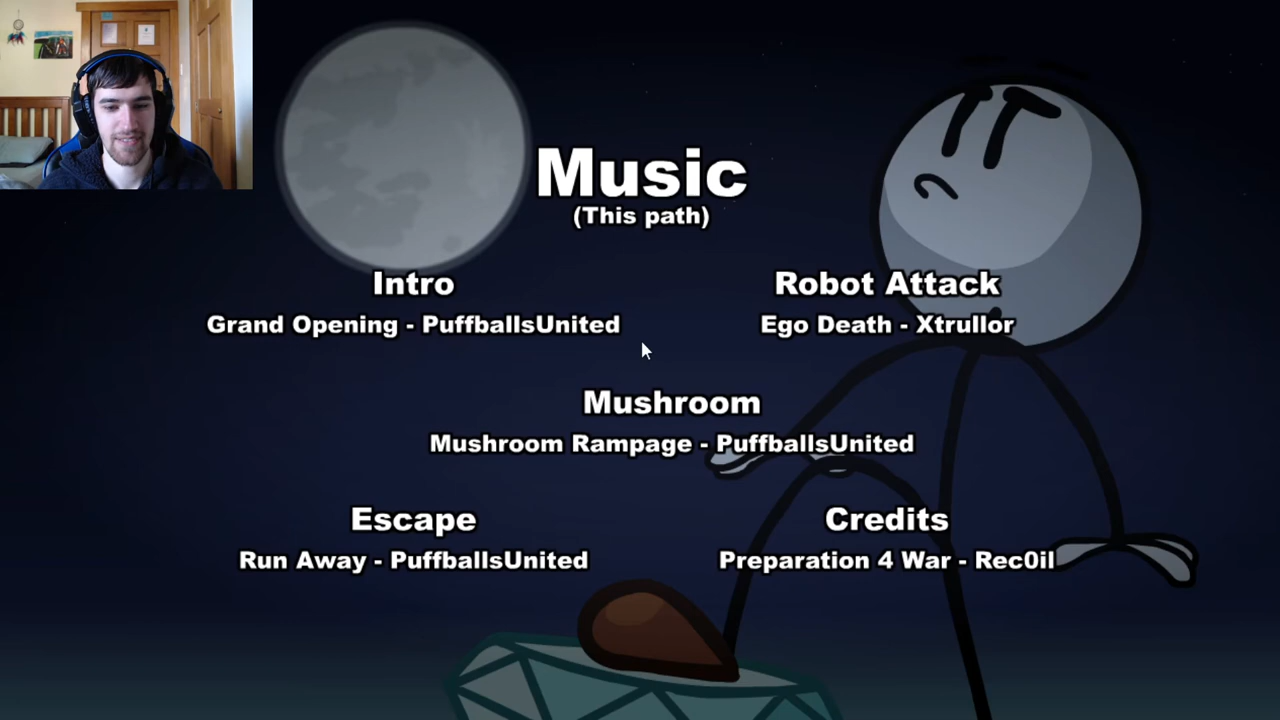 Music
(This path)
Intro
Grand Opening - PuffballsUnited
Robot Attack
Ego Death - Xtrullor
Mushroom
Mushroom Rampage - PuffballsUnited
Escape
Run Away - PuffballsUnited
Credits
Preparation 4 War - Rec0il